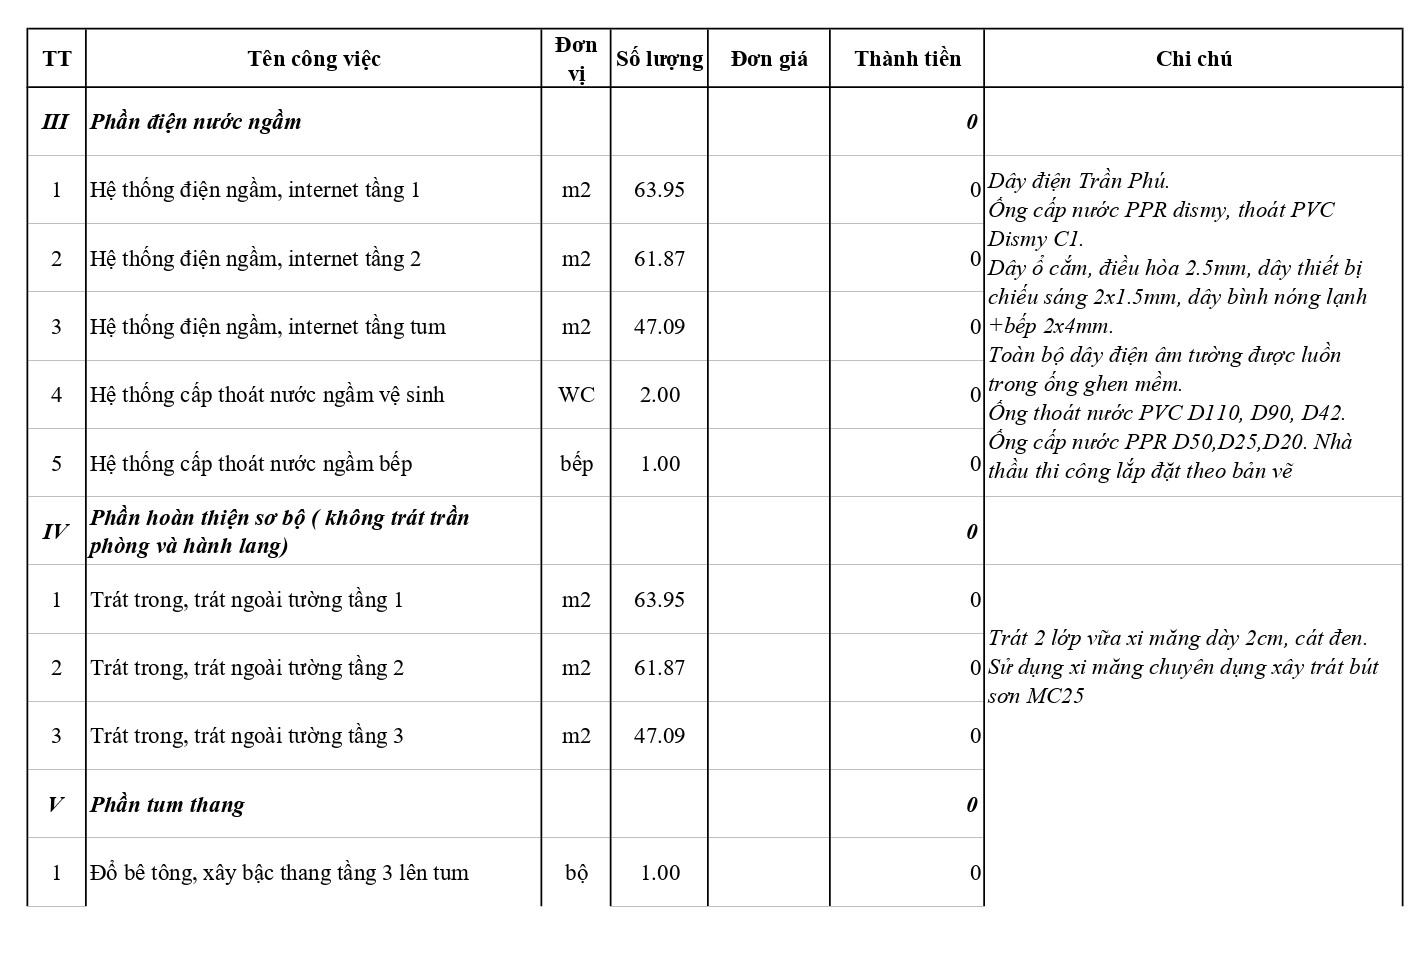 TT Tên công việc Đơn vị Số lượng Đơn giá Thành tiền Chi chú
III Phần điện nước ngầm 0
1 Hệ thống điện ngầm, internet tầng 1 m2 63.95 0
2 Hệ thống điện ngầm, internet tầng 2 m2 61.87 0
3 Hệ thống điện ngầm, internet tầng tum m2 47.09 0
4 Hệ thống cấp thoát nước ngầm vệ sinh WC 2.00 0
5 Hệ thống cấp thoát nước ngầm bếp bếp 1.00 0
Dây điện Trần Phú.
Ống cấp nước PPR dismy, thoát PVC
Dismy C1.
Dây ổ cắm, điều hòa 2.5mm, dây thiết bị
chiếu sáng 2x1.5mm, dây bình nóng lạnh
+bếp 2x4mm.
Toàn bộ dây điện âm tường được luồn
trong ống ghen mềm.
Ống thoát nước PVC D110, D90, D42.
Ống cấp nước PPR D50,D25,D20. Nhà
thầu thi công lắp đặt theo bản vẽ
IV Phần hoàn thiện sơ bộ ( không trát trần
phòng và hành lang) 0
1 Trát trong, trát ngoài tường tầng 1 m2 63.95 0
2 Trát trong, trát ngoài tường tầng 2 m2 61.87 0
3 Trát trong, trát ngoài tường tầng 3 m2 47.09 0
Trát 2 lớp vữa xi măng dày 2cm, cát đen.
Sử dụng xi măng chuyên dụng xây trát bút
sơn MC25
V Phần tum thang 0
1 Đổ bê tông, xây bậc thang tầng 3 lên tum bộ 1.00 0